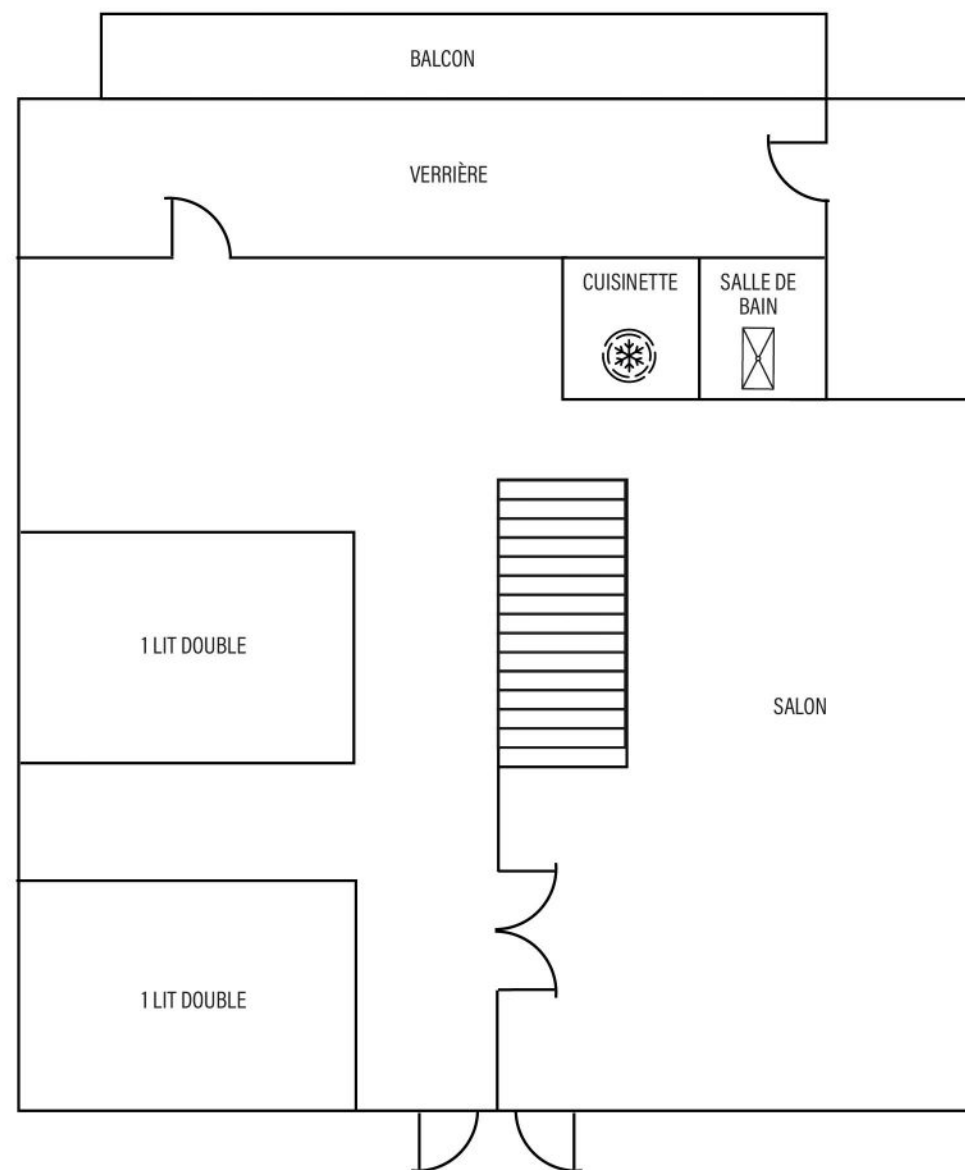 BALCON
VERRIÈRE
CUISINETTE
SALLE DE
BAIN
1 LIT DOUBLE
SALON
1 LIT DOUBLE